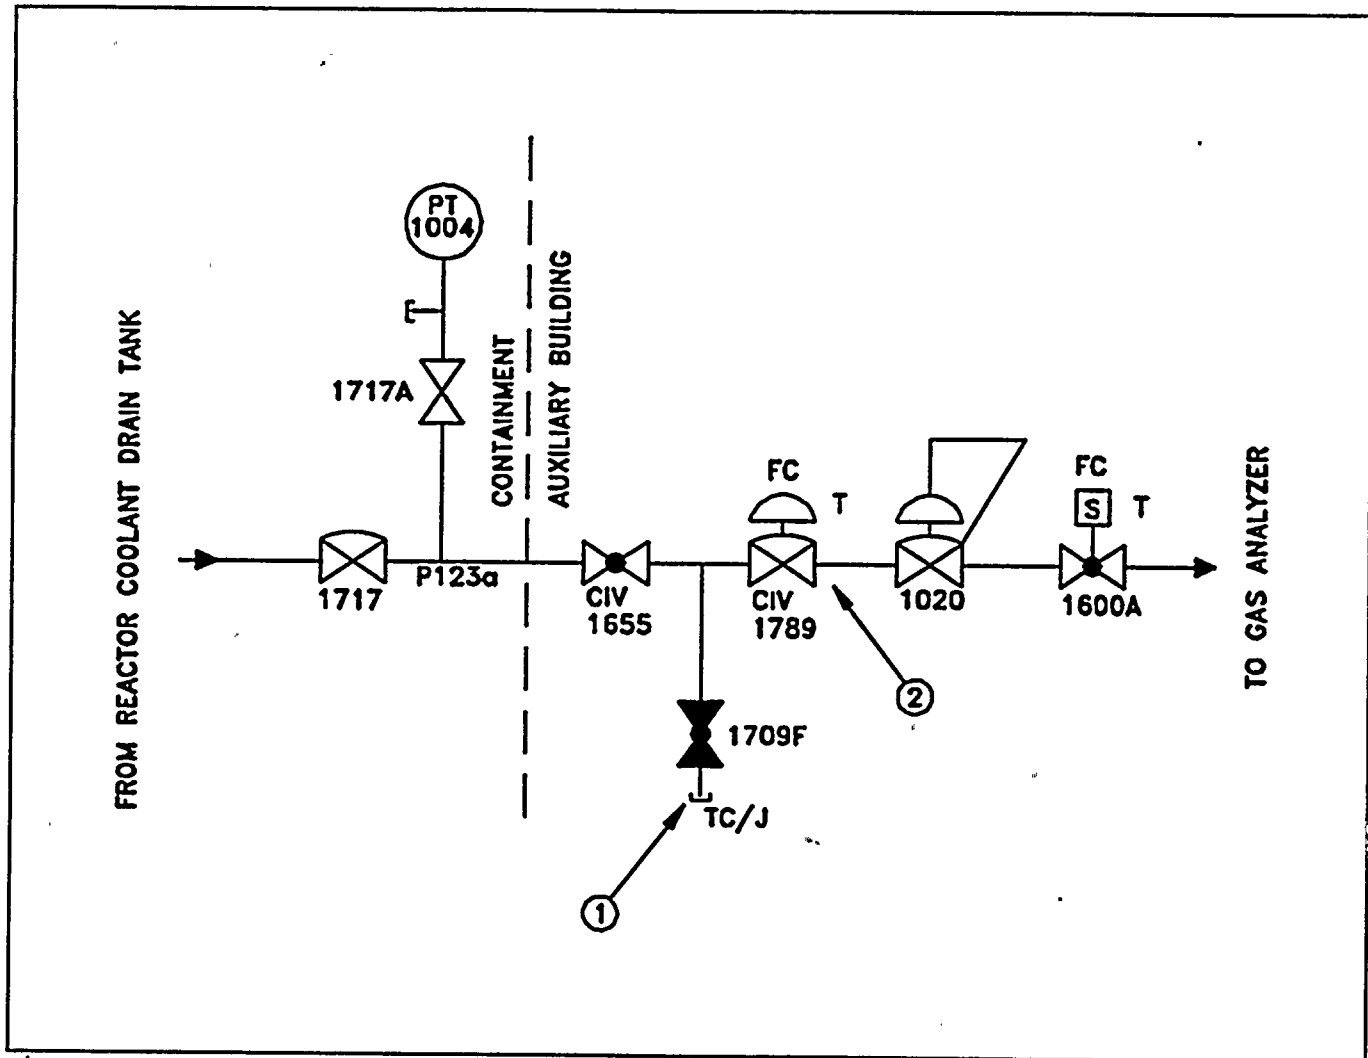 FROM REACTOR COOLANT DRAIN TANK
PT
1004
1717A
1717
P123a
CONTAINMENT
AUXILIARY BUILDING
CIV
1655
FC
T
CIV
1789
1020
FC
S
T
1600A
TO GAS ANALYZER
2
1709F
TC/J
1